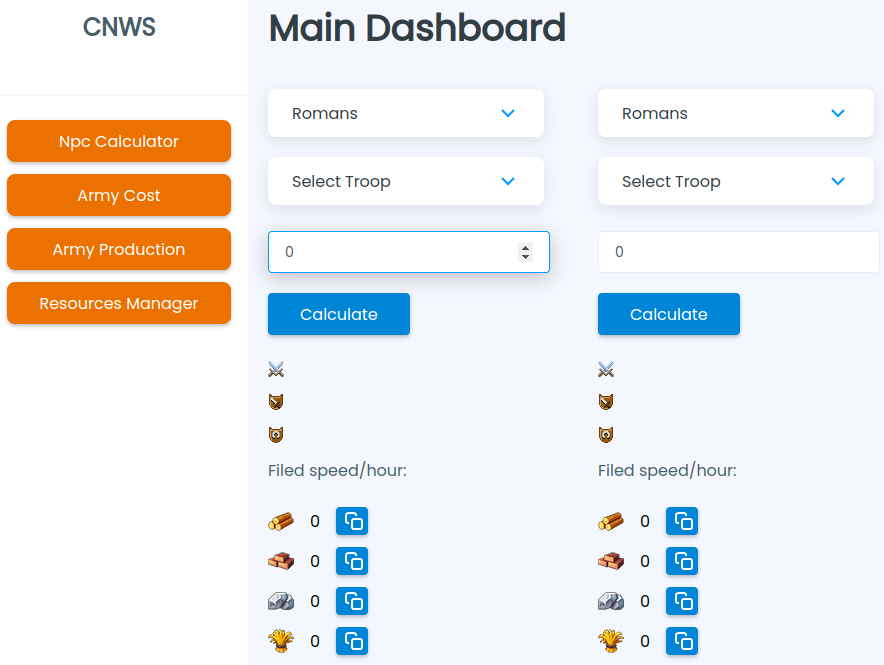 CNWS
Npc Calculator
Army Cost
Army Production
Resources Manager
Main Dashboard
Romans
Select Troop
0
Calculate
Filed speed/hour:
0
0
0
0
Romans
Select Troop
0
Calculate
Filed speed/hour:
0
0
0
0